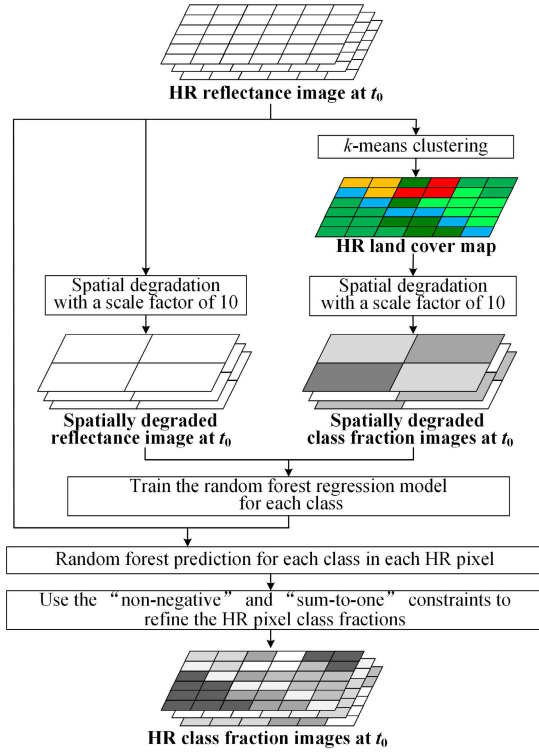 HR reflectance image at t0
k-means clustering
HR land cover map
Spatial degradation
with a scale factor of 10
Spatial degradation
with a scale factor of 10
Spatially degraded
reflectance image at t0
Spatially degraded
class fraction images at t0
Train the random forest regression model
for each class
Random forest prediction for each class in each HR pixel
Use the “non-negative” and “sum-to-one” constraints to
refine the HR pixel class fractions
HR class fraction images at t0